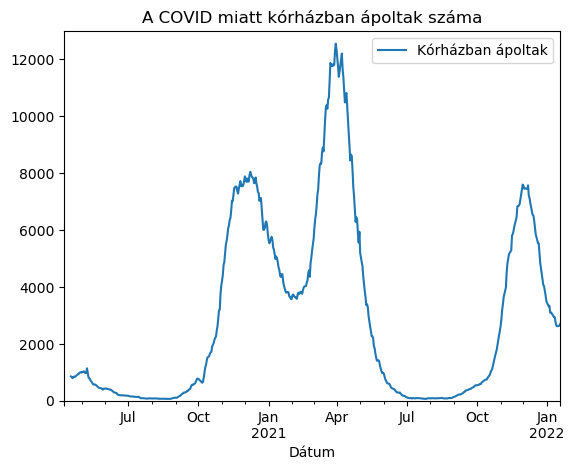 A COVID miatt kórházban ápoltak száma
Kórházban ápoltak
12000
10000
8000
6000
4000
2000
0
Jul Oct Jan Apr Jul Oct Jan
2021 2022
Dátum